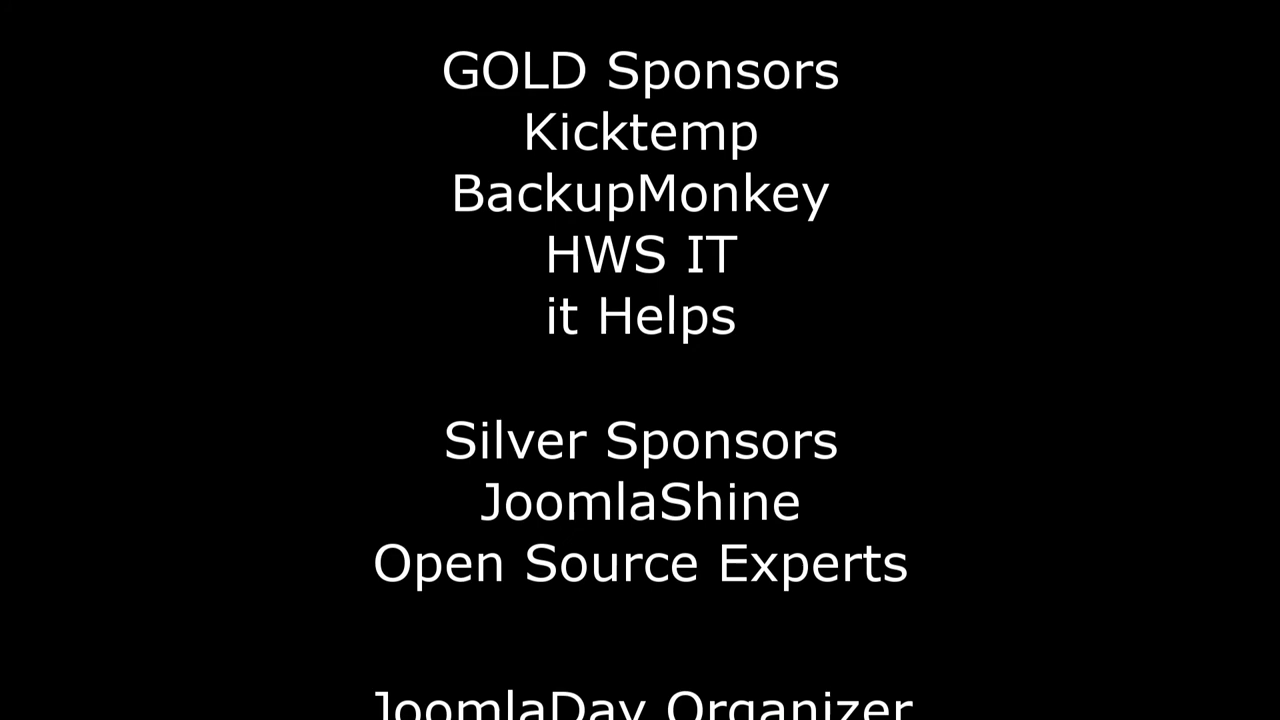 GOLD Sponsors
Kicktemp
BackupMonkey
HWS IT
it Helps
Silver Sponsors
JoomlaShine
Open Source Experts
JoomlaDay Organizer